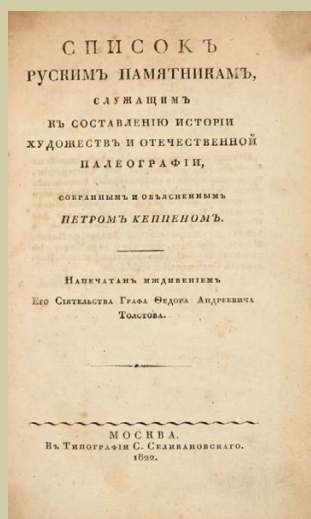 СПИСОКЪ
РУСКИМЪ ПАМЯТНИКАМЪ,
СЛУЖАЩИМЪ
КЪ СОСТАВЛЕНІЮ ИСТОРІИ
ХУДОЖЕСТВЪ И ОТЕЧЕСТВЕННОЙ
ПАЛЕОГРАФІИ,
СОБРАННЫМЪ И ОБЪЯСНЕННЫМЪ
ПЕТРОМЪ КЕППЕНОМЪ.
Напечатанъ иждивеніемъ
Его Сіятельства Графа Ѳедора Андреевича
Толстова.
МОСКВА.
Въ Типографіи С. Селивановскаго.
1822.